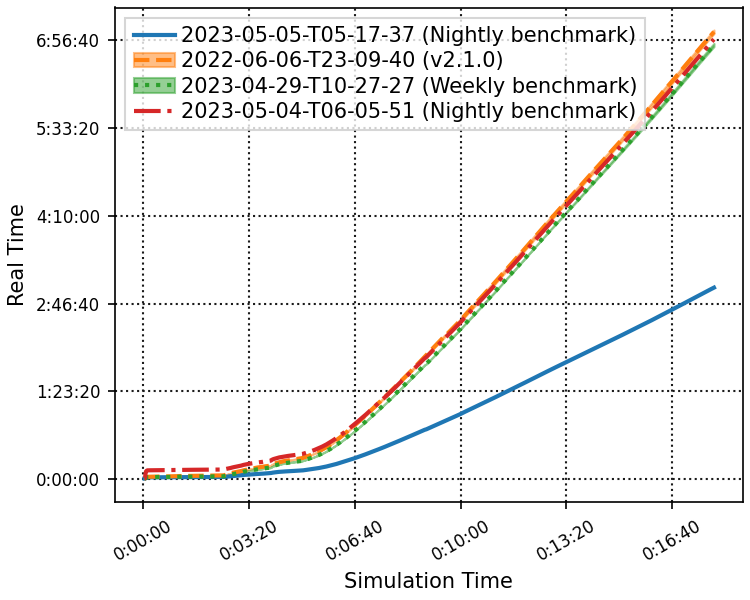 2023-05-05-T05-17-37 (Nightly benchmark)
2022-06-06-T23-09-40 (v2.1.0)
2023-04-29-T10-27-27 (Weekly benchmark)
2023-05-04-T06-05-51 (Nightly benchmark)
6:56:40
5:33:20
4:10:00
2:46:40
1:23:20
0:00:00
Real Time
0:00:00
0:03:20
0:06:40
0:10:00
0:13:20
0:16:40
Simulation Time